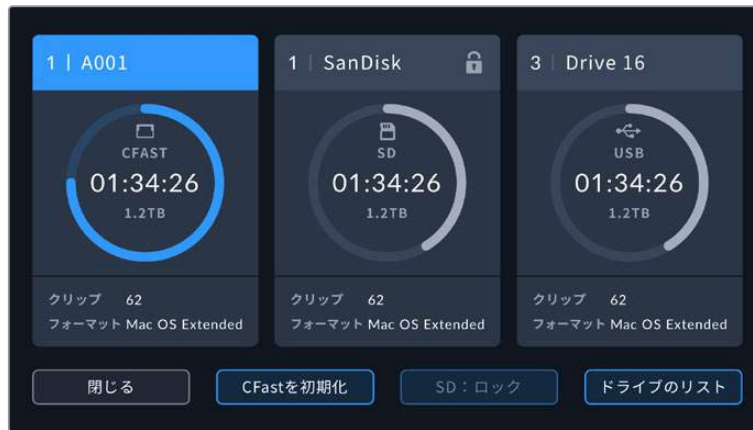 1 | A001
CFAST
01:34:26
1.2TB
クリップ 62
フォーマット Mac OS Extended
1 | SanDisk
SD
01:34:26
1.2TB
クリップ 62
フォーマット Mac OS Extended
3 | Drive 16
USB
01:34:26
1.2TB
クリップ 62
フォーマット Mac OS Extended
閉じる
CFastを初期化
SD：ロック
ドライブのリスト